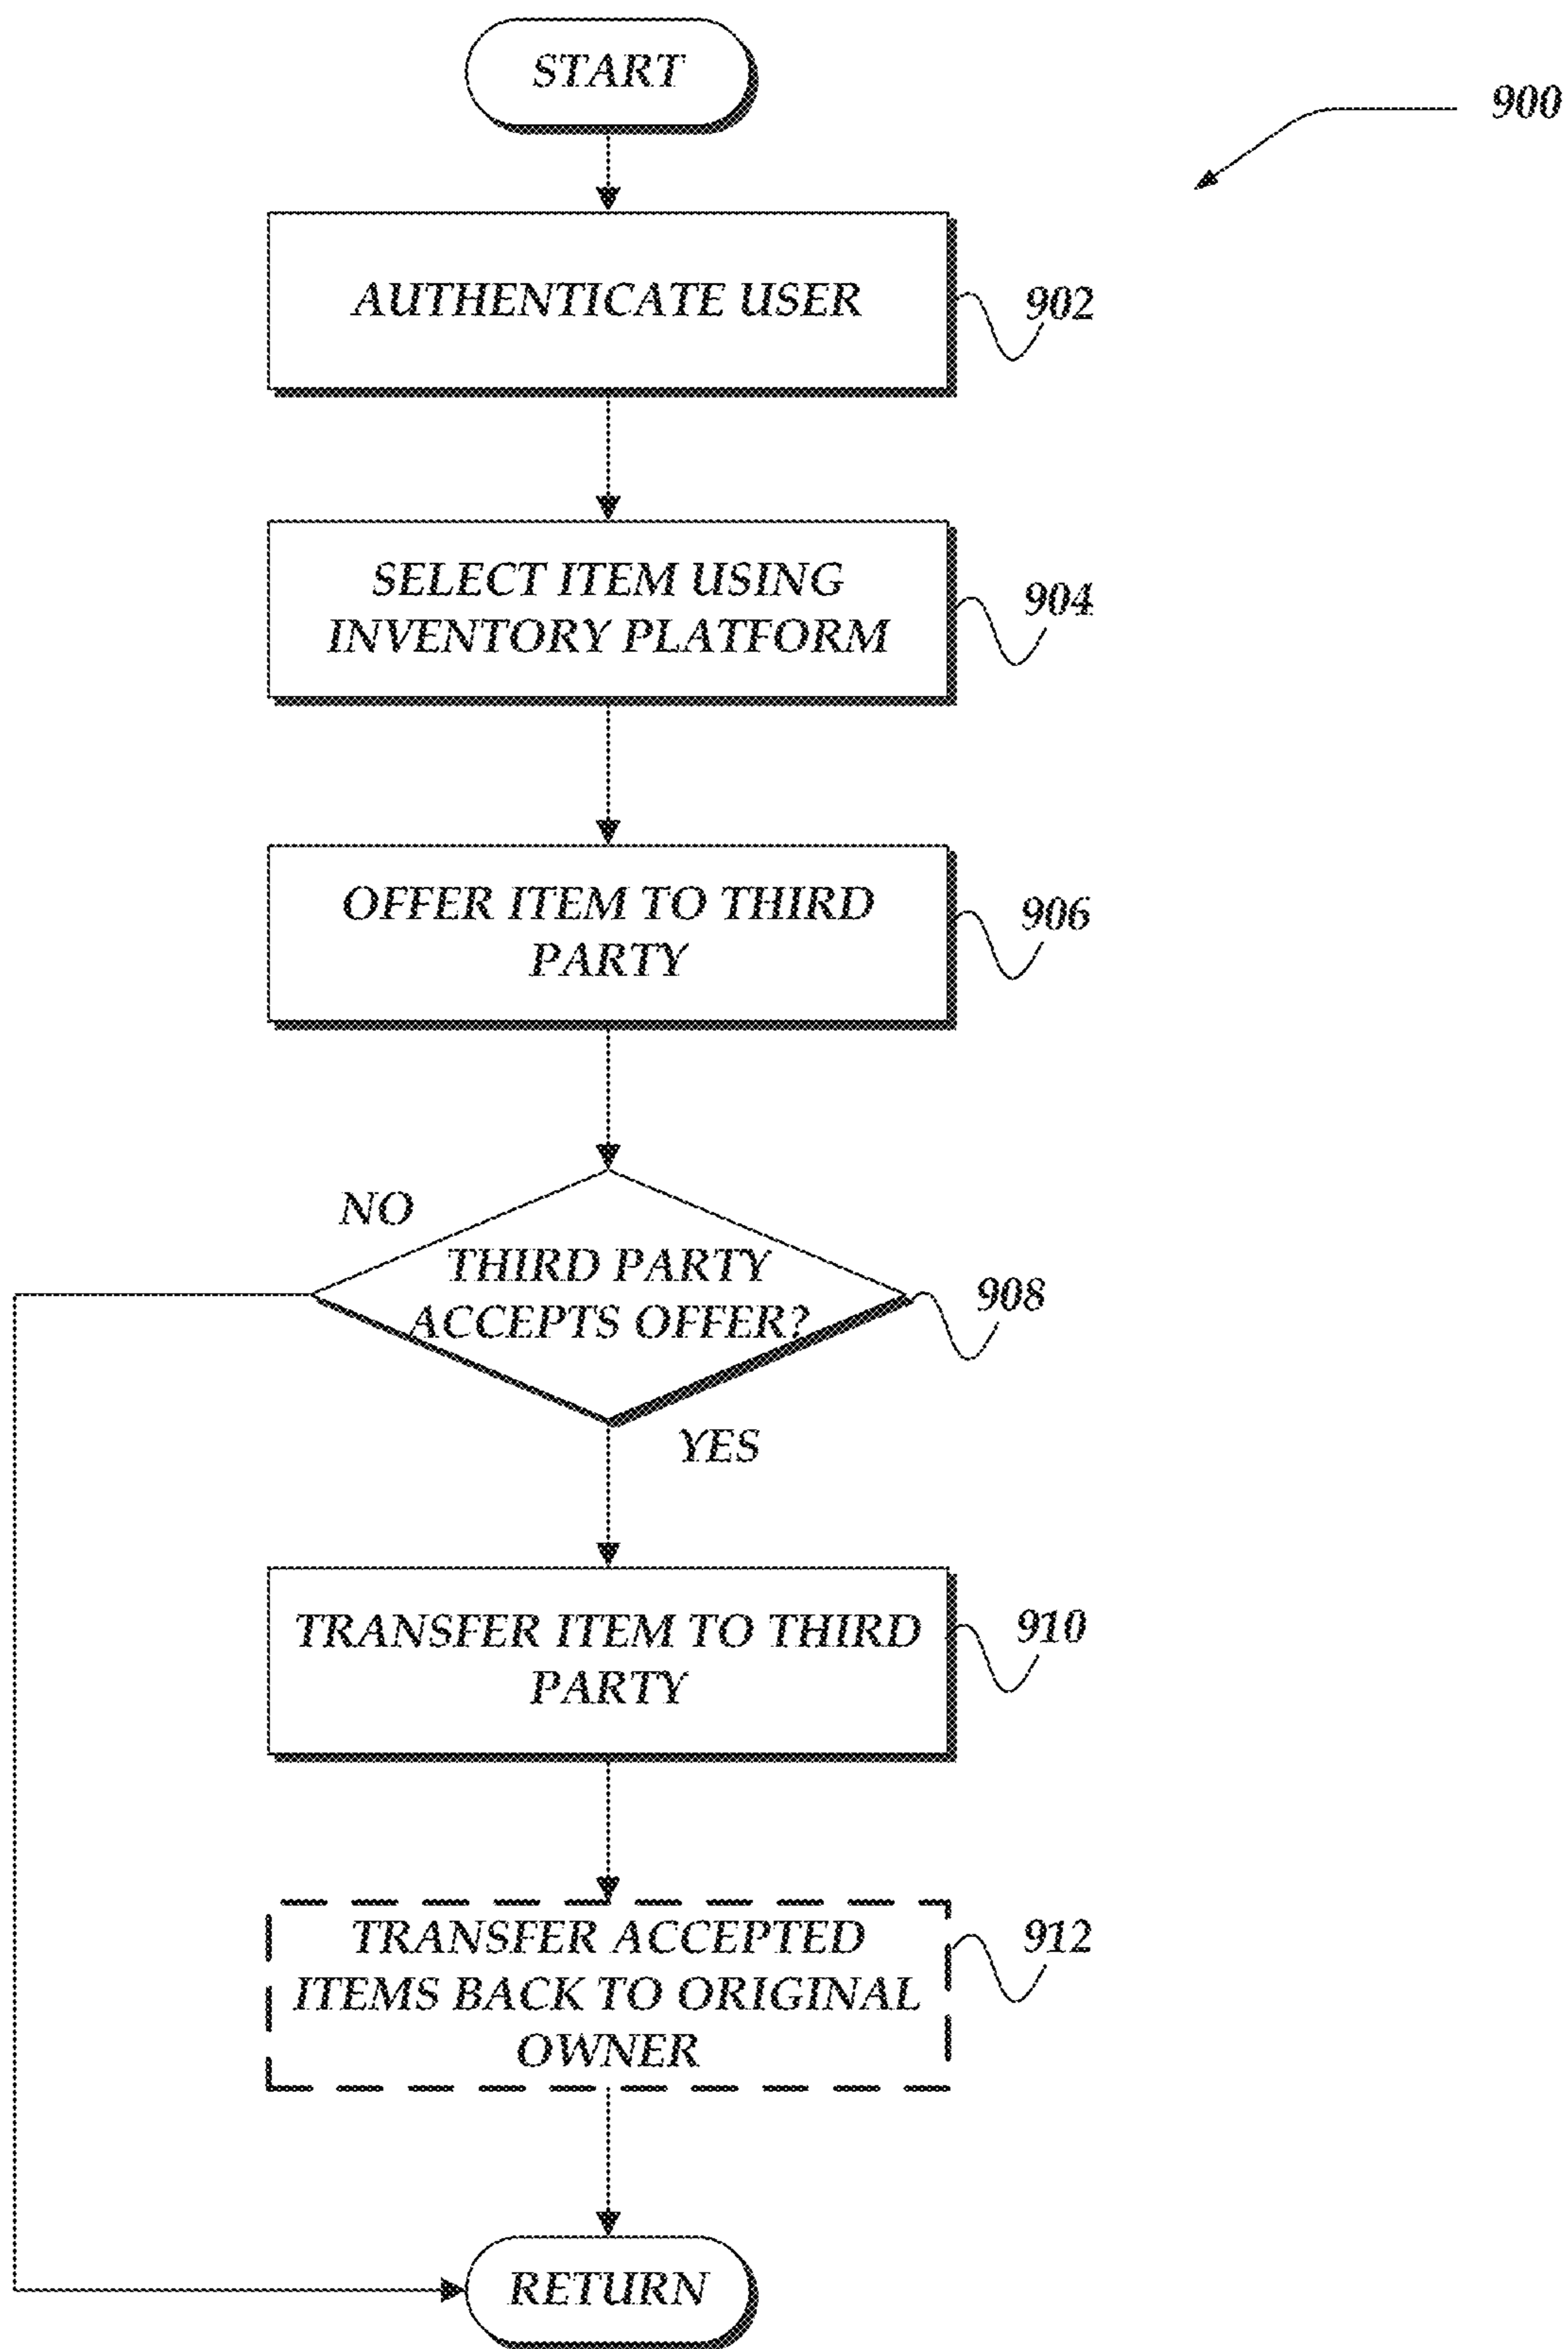 START
900
AUTHENTICATE USER
902
SELECT ITEM USING
INVENTORY PLATFORM
904
OFFER ITEM TO THIRD
PARTY
906
NO
THIRD PARTY
ACCEPTS OFFER?
908
YES
TRANSFER ITEM TO THIRD
PARTY
910
TRANSFER ACCEPTED
ITEMS BACK TO ORIGINAL
OWNER
912
RETURN